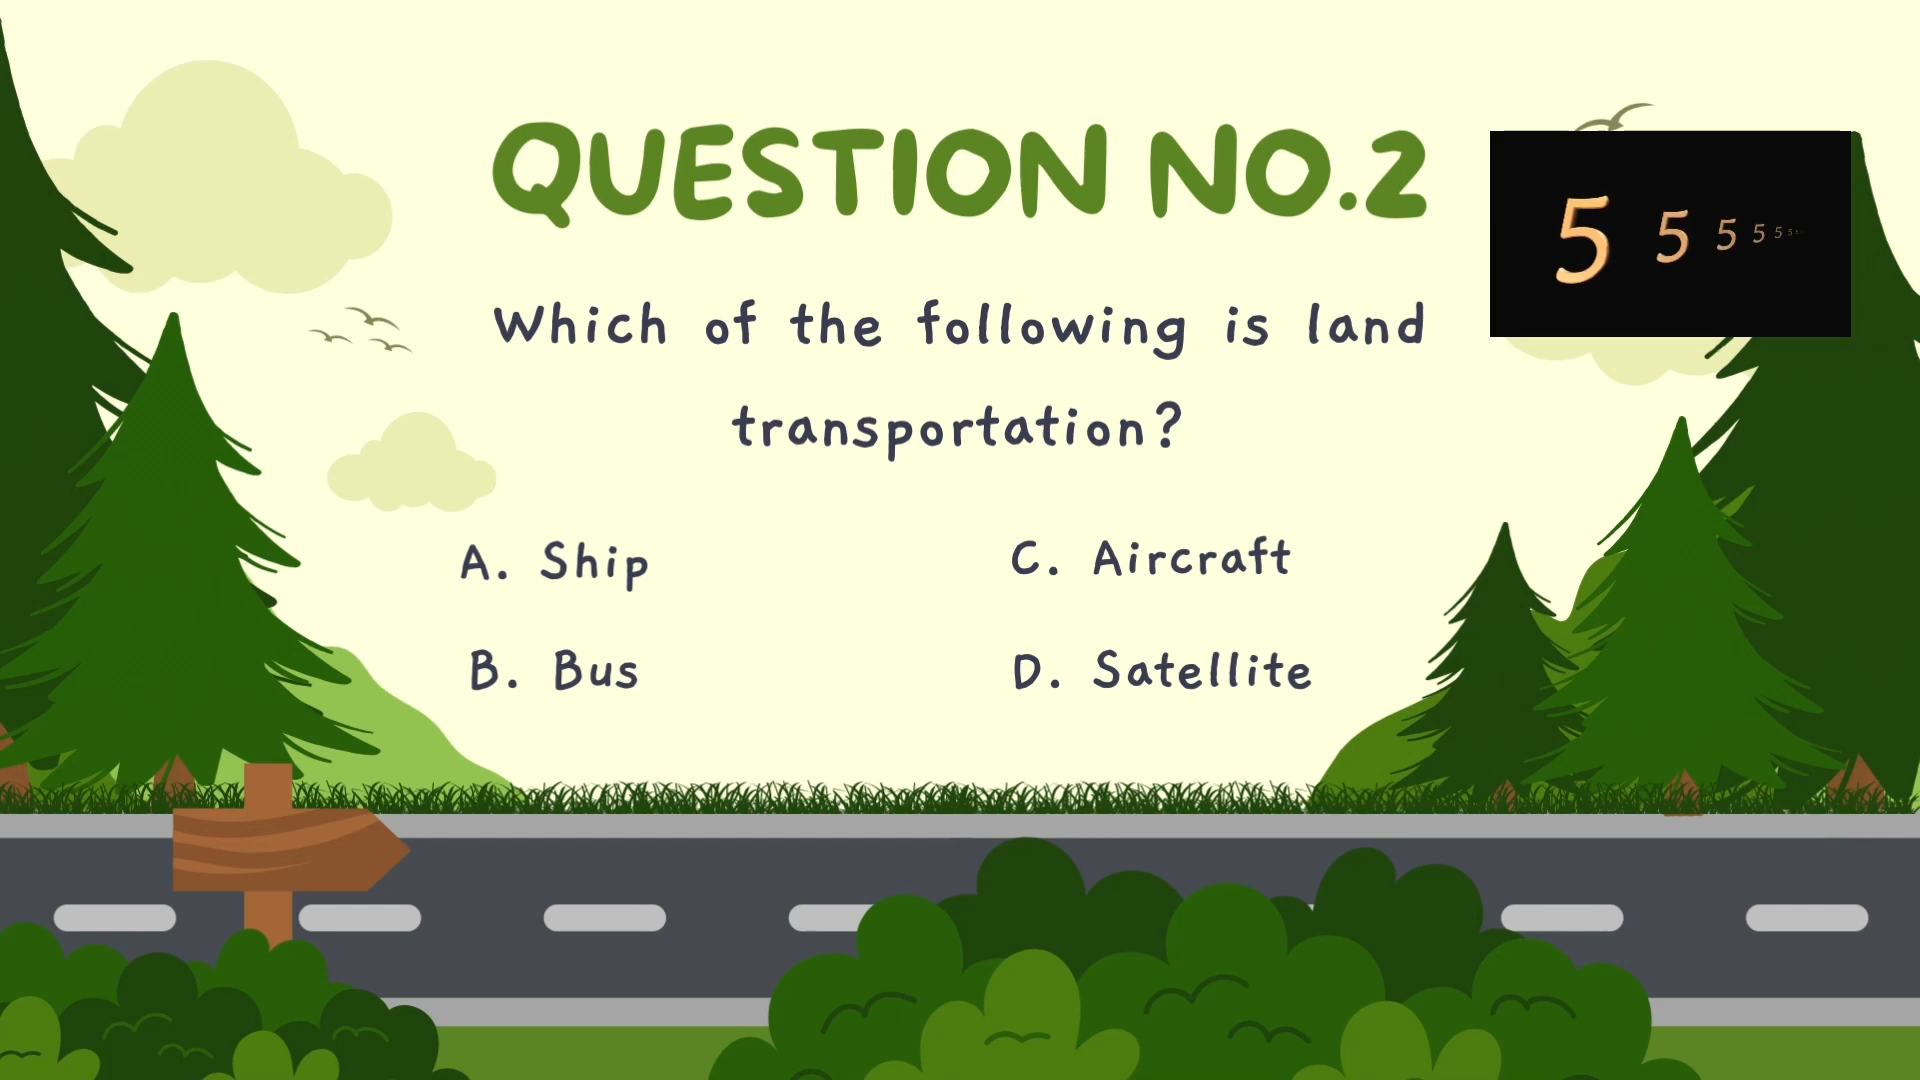 QUESTION NO.2
5 5 5 5 5 5
Which of the following is land
transportation?
A. Ship
C. Aircraft
B. Bus
D. Satellite